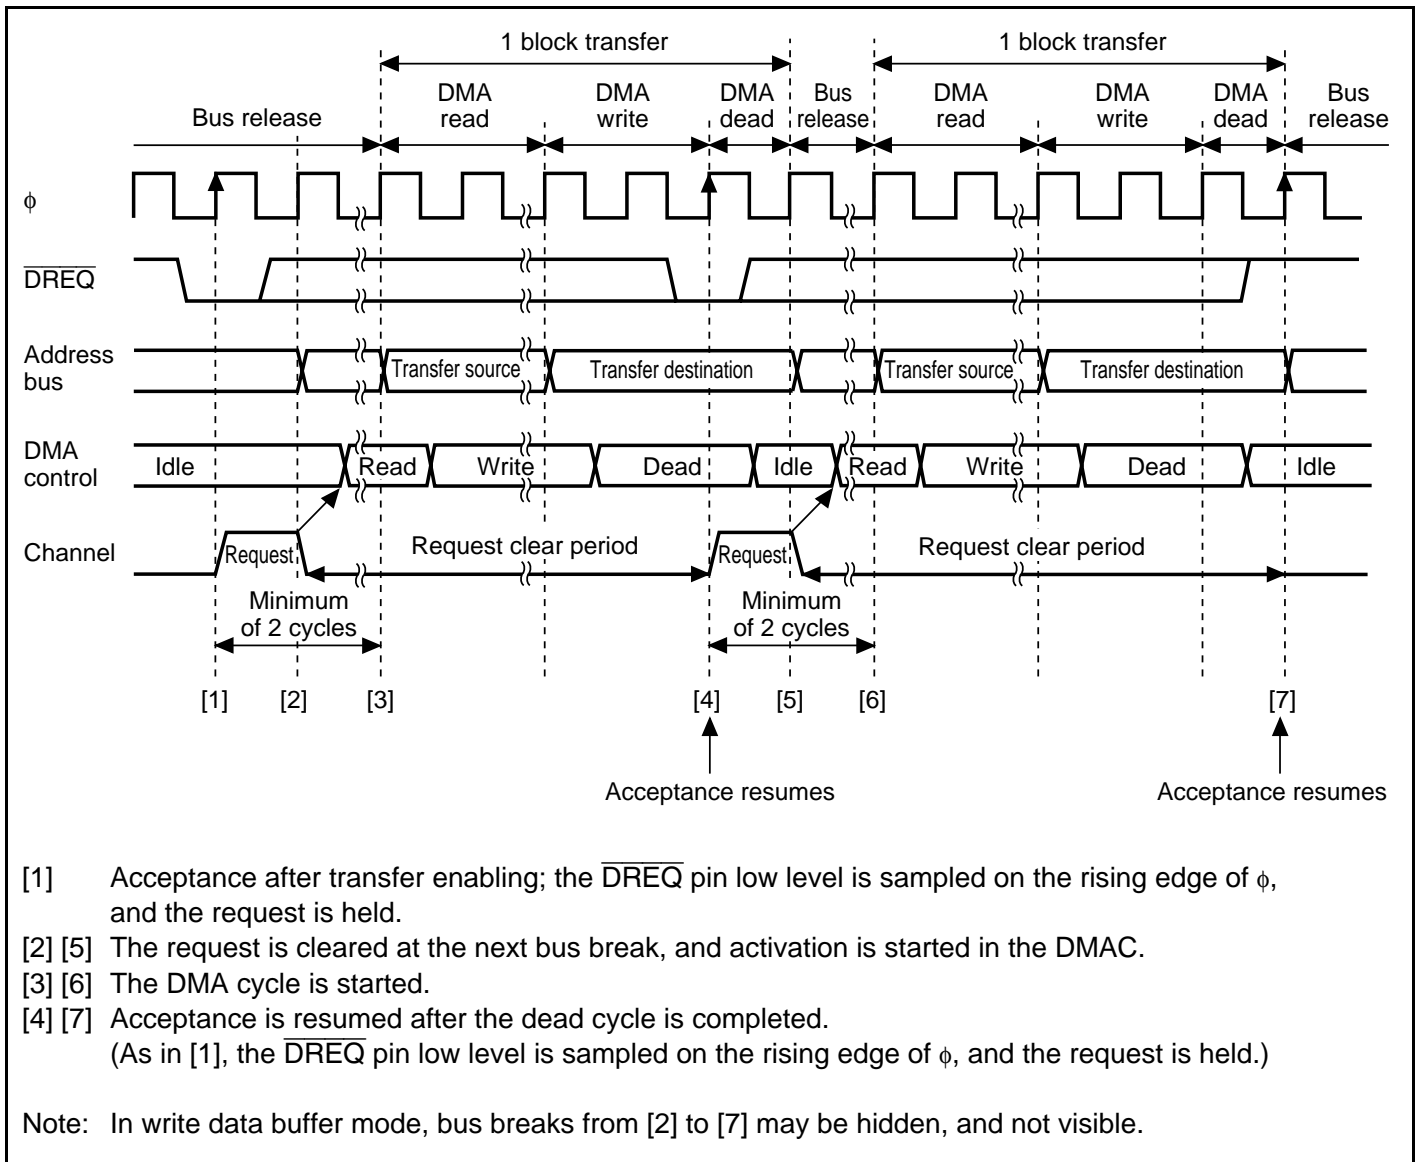 1 block transfer 1 block transfer
DMA DMA DMA Bus DMA DMA DMA Bus
Bus release read write dead release read write dead release
ϕ
DREQ
Address
bus
Transfer source Transfer destination Transfer source Transfer destination
DMA
control
Idle Read Write Dead Idle Read Write Dead Idle
Channel
Request Request clear period Request Request clear period
Minimum Minimum
of 2 cycles of 2 cycles
[1] [2] [3] [4] [5] [6] [7]
Acceptance resumes Acceptance resumes
[1] Acceptance after transfer enabling; the DREQ pin low level is sampled on the rising edge of ϕ,
and the request is held.
[2] [5] The request is cleared at the next bus break, and activation is started in the DMAC.
[3] [6] The DMA cycle is started.
[4] [7] Acceptance is resumed after the dead cycle is completed.
(As in [1], the DREQ pin low level is sampled on the rising edge of ϕ, and the request is held.)
Note: In write data buffer mode, bus breaks from [2] to [7] may be hidden, and not visible.